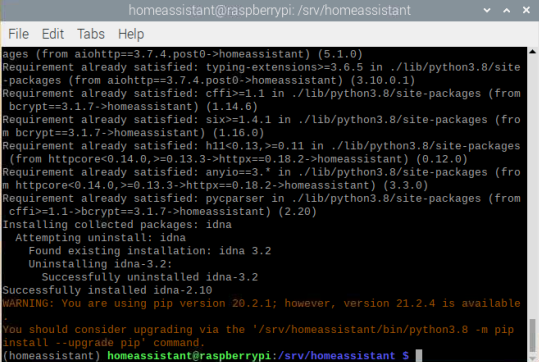 homeassistant@raspberrypi: /srv/homeassistant
File Edit Tabs Help
ages (from aiohttp==3.7.4.post0->homeassistant) (5.1.0)
Requirement already satisfied: typing-extensions>=3.6.5 in ./lib/python3.8/site
-packages (from aiohttp==3.7.4.post0->homeassistant) (3.10.0.1)
Requirement already satisfied: cffi>=1.1 in ./lib/python3.8/site-packages (from
 bcrypt==3.1.7->homeassistant) (1.14.6)
Requirement already satisfied: six>=1.4.1 in ./lib/python3.8/site-packages (fro
m bcrypt==3.1.7->homeassistant) (1.16.0)
Requirement already satisfied: h11<0.13,>=0.11 in ./lib/python3.8/site-packages
 (from httpcore<0.14.0,>=0.13.3->httpx==0.18.2->homeassistant) (0.12.0)
Requirement already satisfied: anyio==3.* in ./lib/python3.8/site-packages (fro
m httpcore<0.14.0,>=0.13.3->httpx==0.18.2->homeassistant) (3.3.0)
Requirement already satisfied: pycparser in ./lib/python3.8/site-packages (from
 cffi>=1.1->bcrypt==3.1.7->homeassistant) (2.20)
Installing collected packages: idna
  Attempting uninstall: idna
    Found existing installation: idna 3.2
    Uninstalling idna-3.2:
      Successfully uninstalled idna-3.2
Successfully installed idna-2.10
WARNING: You are using pip version 20.2.1; however, version 21.2.4 is available
.
You should consider upgrading via the '/srv/homeassistant/bin/python3.8 -m pip
install --upgrade pip' command.
(homeassistant) homeassistant@raspberrypi:/srv/homeassistant $